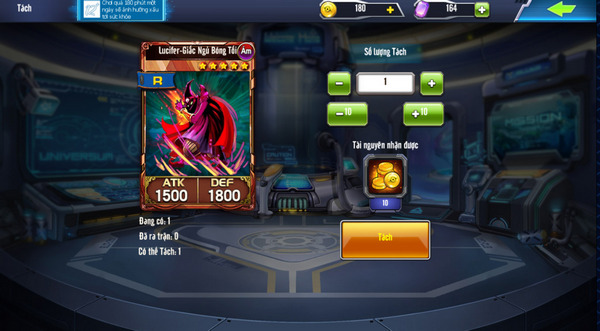 Tách
Chơi quá 180 phút một
ngày sẽ ảnh hưởng xấu
tới sức khỏe
180
164
Lucifer-Giấc Ngủ Bóng Tối
Am
R
ATK
DEF
1500
1800
Đang có: 1
Đã ra trận: 0
Có thể Tách: 1
Số lượng Tách
1
-10
+10
Tài nguyên nhận được
10
Tách
UNIVERSU
MISSION